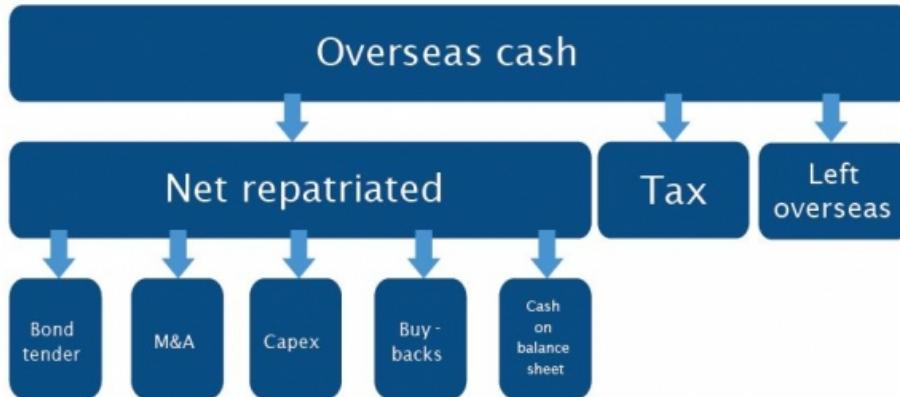 Overseas cash
Net repatriated
Tax
Left
overseas
Bond
tender
M&A
Capex
Buy-
backs
Cash
on
balance
sheet